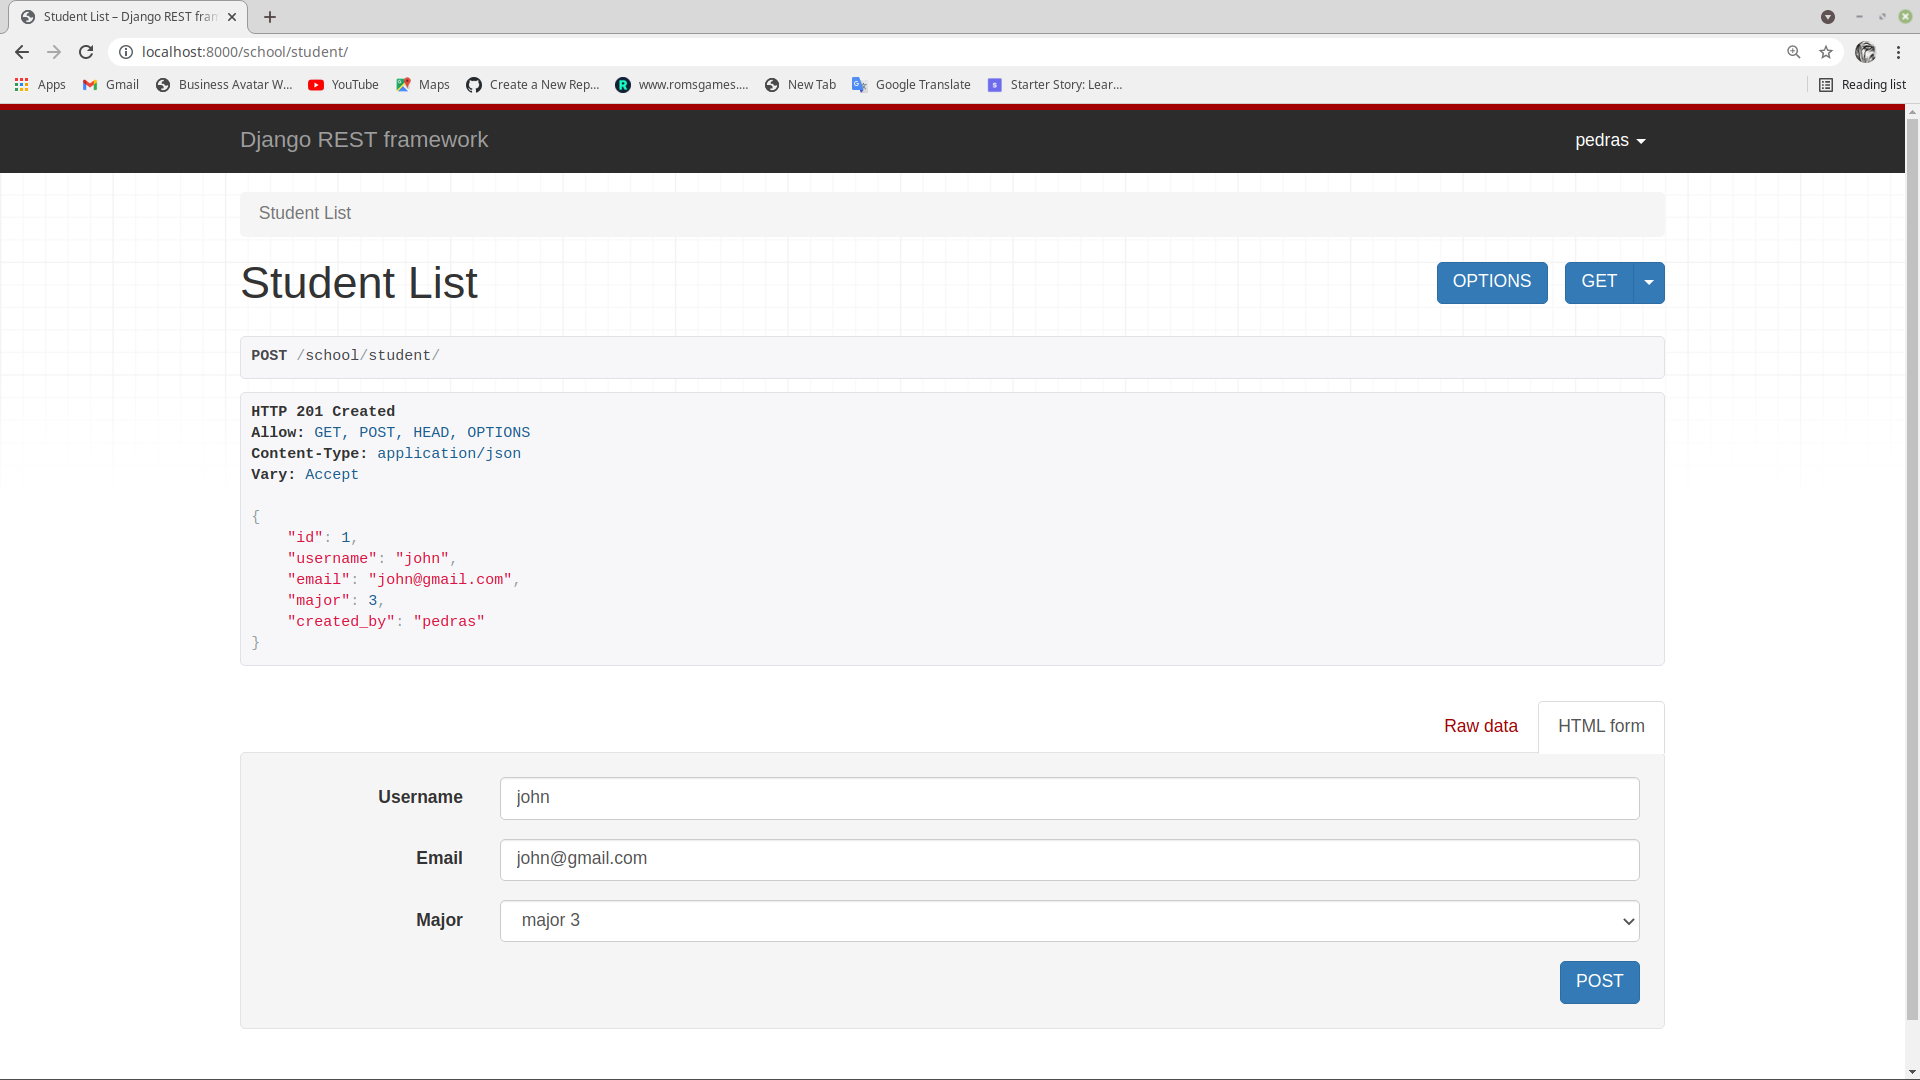 Student List – Django REST fram
localhost:8000/school/student/
Apps
Gmail
Business Avatar W...
YouTube
Maps
Create a New Rep...
www.romsgames....
New Tab
Google Translate
Starter Story: Lear...
Reading list
Django REST framework
pedras
Student List
Student List
OPTIONS
GET
POST /school/student/
HTTP 201 Created
Allow: GET, POST, HEAD, OPTIONS
Content-Type: application/json
Vary: Accept
{
"id": 1,
"username": "john",
"email": "john@gmail.com",
"major": 3,
"created_by": "pedras"
}
Raw data
HTML form
Username
john
Email
john@gmail.com
Major
major 3
POST